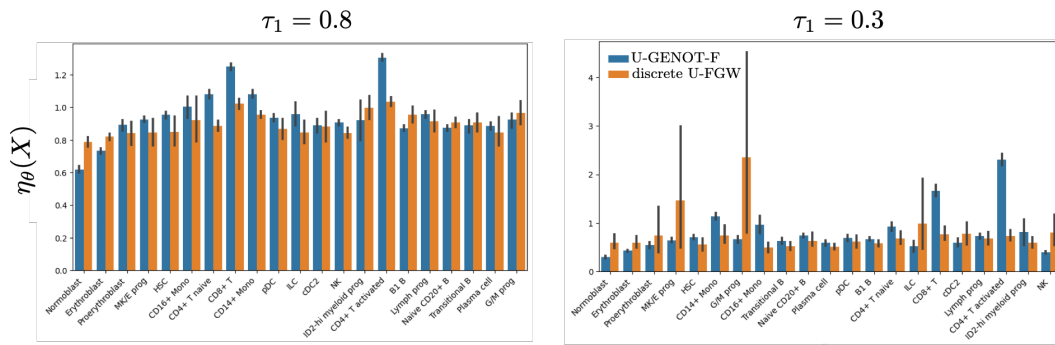 τ₁ = 0.8
τ₁ = 0.3
η_θ(X)
1.2
1.0
0.8
0.6
0.4
0.2
0.0
Normoblast
Erythroblast
Proerythroblast
MK/E prog
HSC
CD16+ Mono
CD4+ T naive
CD8+ T
CD14+ Mono
pDC
ILC
cDC2
NK
ID2-hi myeloid prog
CD4+ T activated
B1 B
Lymph prog
Naive CD20+ B
Transitional B
Plasma cell
G/M prog
U-GENOT-F
discrete U-FGW
4
3
2
1
0
Normoblast
Erythroblast
Proerythroblast
MK/E prog
HSC
CD14+ Mono
G/M prog
CD16+ Mono
Transitional B
Naive CD20+ B
Plasma cell
pDC
B1 B
CD4+ T naive
ILC
CD8+ T
cDC2
Lymph prog
CD4+ T activated
ID2-hi myeloid prog
NK